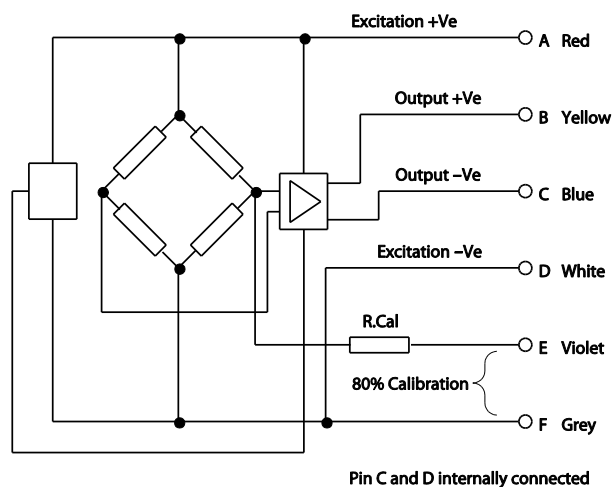 Excitation +Ve
A Red
Output +Ve
B Yellow
Output –Ve
C Blue
Excitation –Ve
D White
R.Cal
E Violet
80% Calibration
F Grey
Pin C and D internally connected